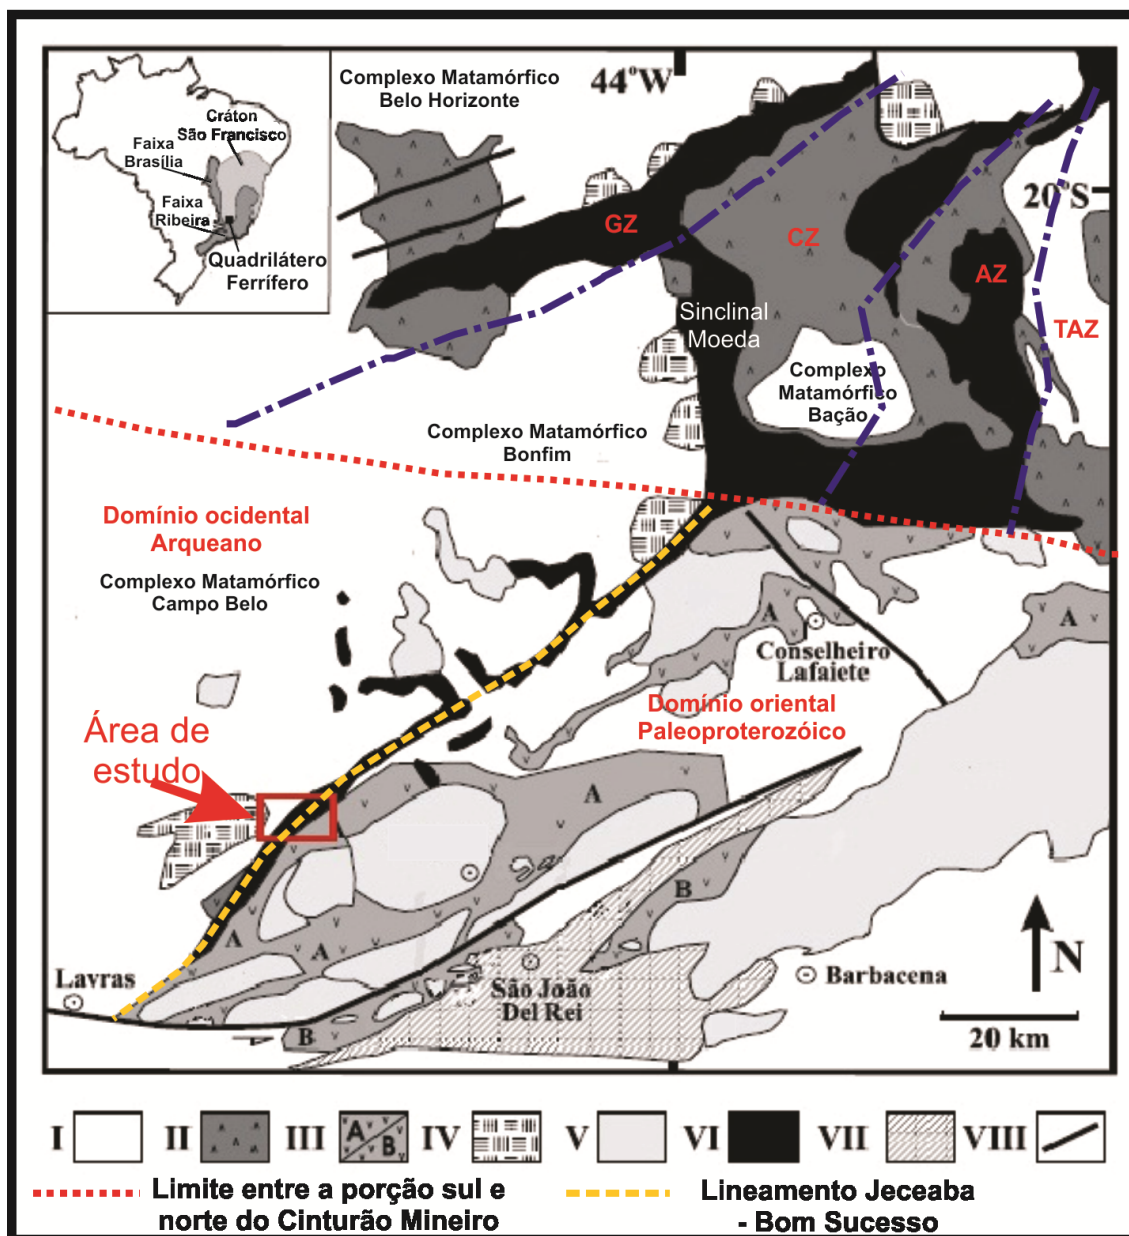 Cráton
São Francisco
Faixa
Brasília
Faixa
Ribeira
Quadrilátero
Ferrífero
Complexo Matamórfico
Belo Horizonte
44°W
20°S
GZ
CZ
AZ
TAZ
Sinclinal
Moeda
Complexo
Matamórfico
Bação
Complexo Matamórfico
Bonfim
Domínio ocidental
Arqueano
Complexo Matamórfico
Campo Belo
A
A
Conselheiro
Lafaiete
Domínio oriental
Paleoproterozóico
Área de
estudo
A
B
A
A
Lavras
São João
Del Rei
Barbacena
N
B
20 km
I
II
III
A
B
IV
V
VI
VII
VIII
Limite entre a porção sul e
norte do Cinturão Mineiro
Lineamento Jeceaba
- Bom Sucesso